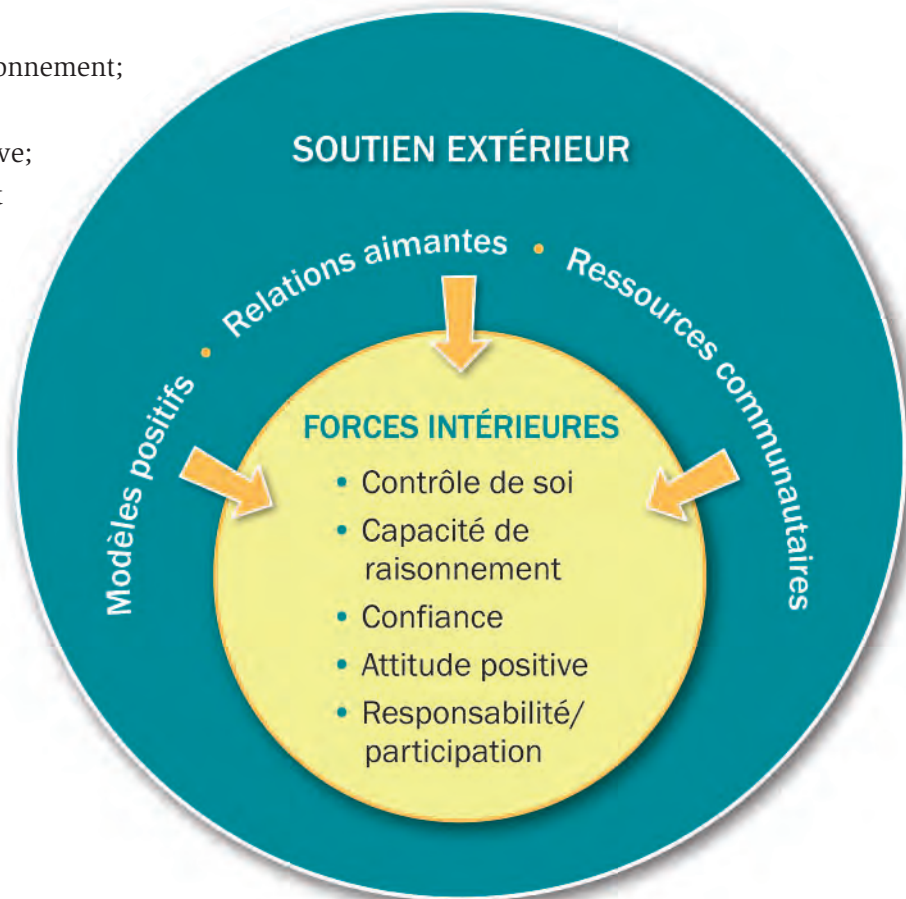 onnement;
ve;
SOUTIEN EXTÉRIEUR
Modèles positifs • Relations aimantes • Ressources communautaires
FORCES INTÉRIEURES
• Contrôle de soi
• Capacité de
raisonnement
• Confiance
• Attitude positive
• Responsabilité/
participation